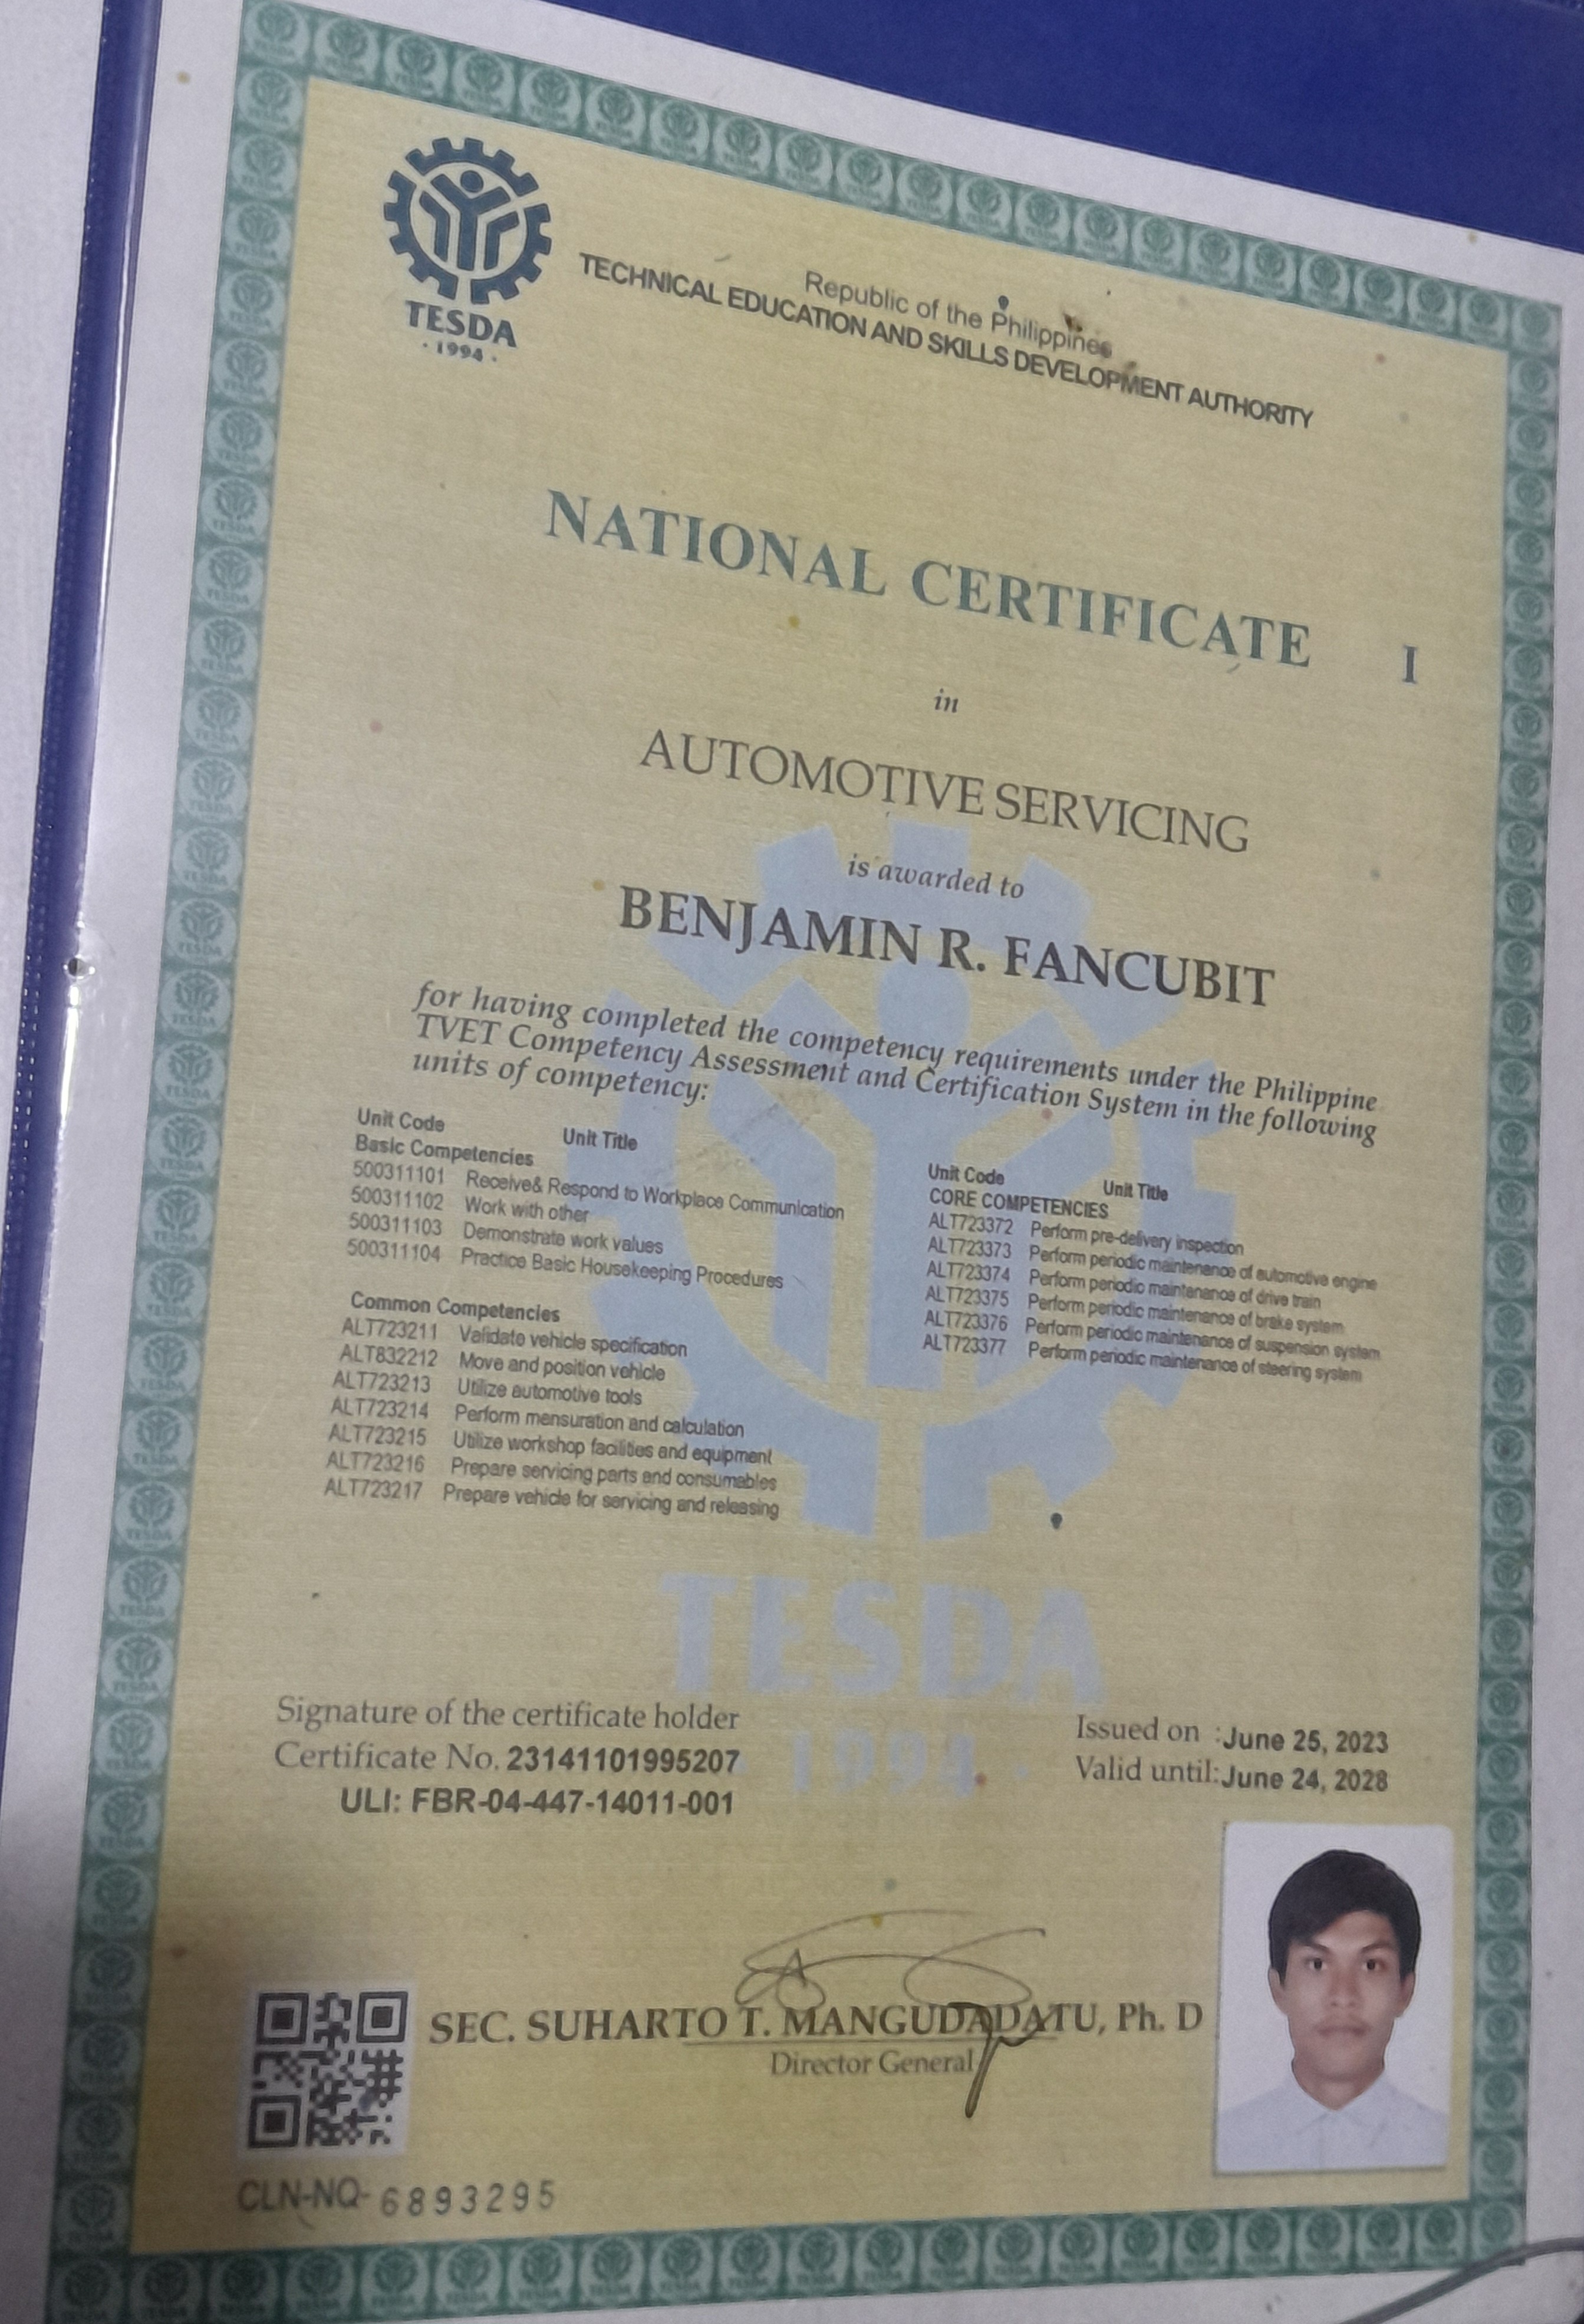 TESDA
· 1994 ·
Republic of the Philippines
TECHNICAL EDUCATION AND SKILLS DEVELOPMENT AUTHORITY
NATIONAL CERTIFICATE I
in
AUTOMOTIVE SERVICING
is awarded to
BENJAMIN R. FANCUBIT
for having completed the competency requirements under the Philippine
TVET Competency Assessment and Certification System in the following
units of competency:
Unit Code Unit Title
Basic Competencies
500311101 Receive& Respond to Workplace Communication
500311102 Work with other
500311103 Demonstrate work values
500311104 Practice Basic Housekeeping Procedures
Common Competencies
ALT723211 Validate vehicle specification
ALT832212 Move and position vehicle
ALT723213 Utilize automotive tools
ALT723214 Perform mensuration and calculation
ALT723215 Utilize workshop facilities and equipment
ALT723216 Prepare servicing parts and consumables
ALT723217 Prepare vehicle for servicing and releasing
Unit Code Unit Title
CORE COMPETENCIES
ALT723372 Perform pre-delivery inspection
ALT723373 Perform periodic maintenance of automotive engine
ALT723374 Perform periodic maintenance of drive train
ALT723375 Perform periodic maintenance of brake system
ALT723376 Perform periodic maintenance of suspension system
ALT723377 Perform periodic maintenance of steering system
TESDA
· 1994 ·
Signature of the certificate holder
Certificate No. 23141101995207
ULI: FBR-04-447-14011-001
Issued on :June 25, 2023
Valid until:June 24, 2028
SEC. SUHARTO T. MANGUDADATU, Ph. D
Director General
CLN-NQ- 6893295